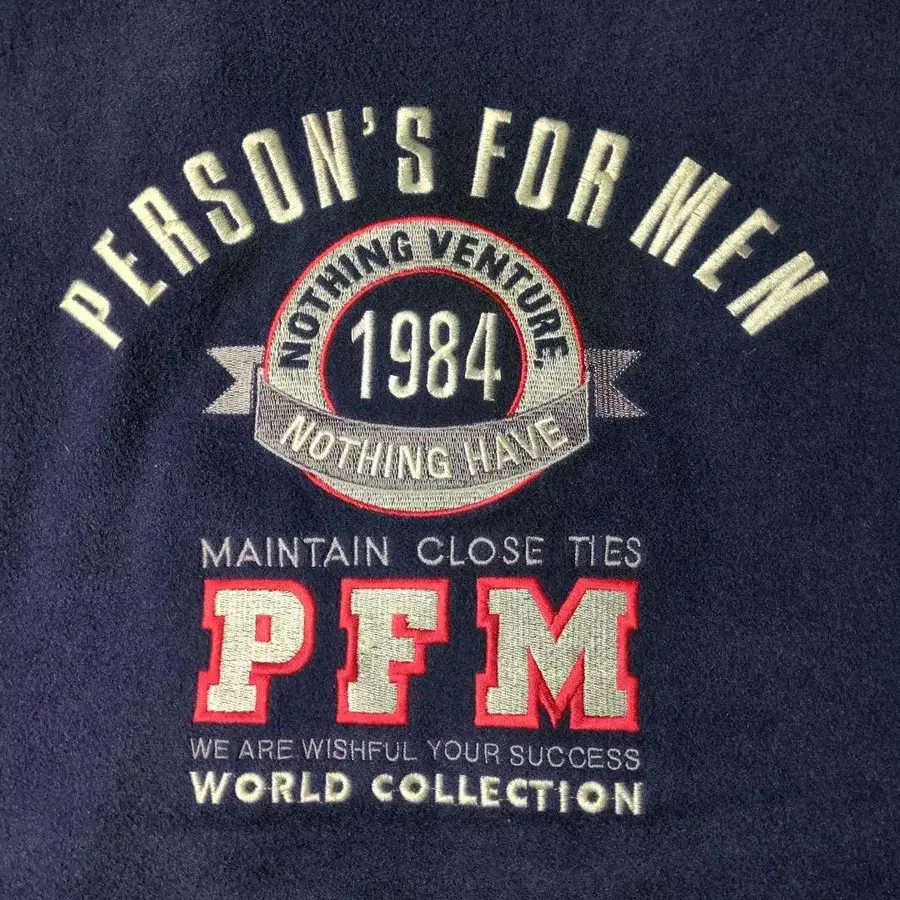 PERSON'S FOR MEN
NOTHING VENTURE,
1984
NOTHING HAVE
MAINTAIN CLOSE TIES
PFM
WE ARE WISHFUL YOUR SUCCESS
WORLD COLLECTION